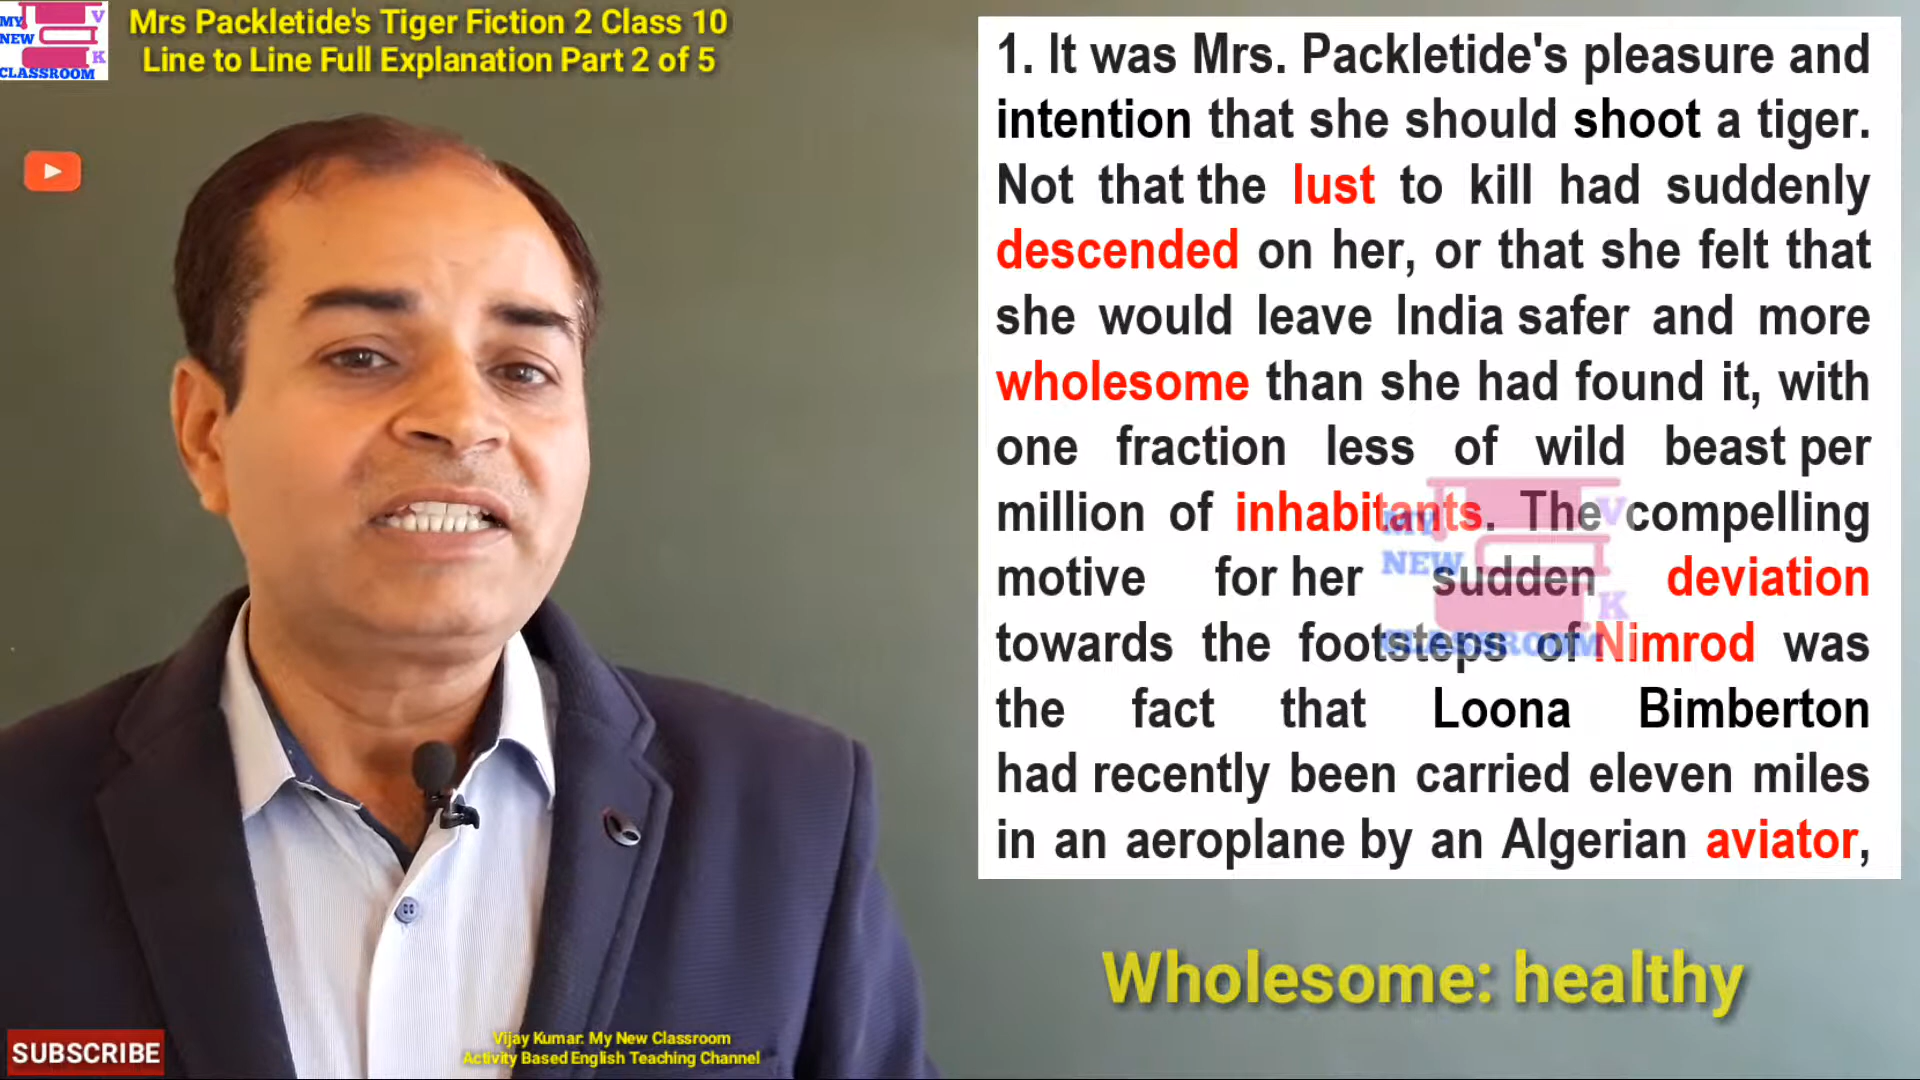 MY
NEW
V
K
CLASSROOM
Mrs Packletide's Tiger Fiction 2 Class 10
Line to Line Full Explanation Part 2 of 5
1. It was Mrs. Packletide's pleasure and
intention that she should shoot a tiger.
Not that the lust to kill had suddenly
descended on her, or that she felt that
she would leave India safer and more
wholesome than she had found it, with
one fraction less of wild beast per
million of inhabitants. The compelling
motive for her sudden deviation
towards the footsteps of Nimrod was
the fact that Loona Bimberton
had recently been carried eleven miles
in an aeroplane by an Algerian aviator,
MY
NEW
V
K
CLASSROOM
Wholesome: healthy
SUBSCRIBE
Vijay Kumar: My New Classroom
Activity Based English Teaching Channel